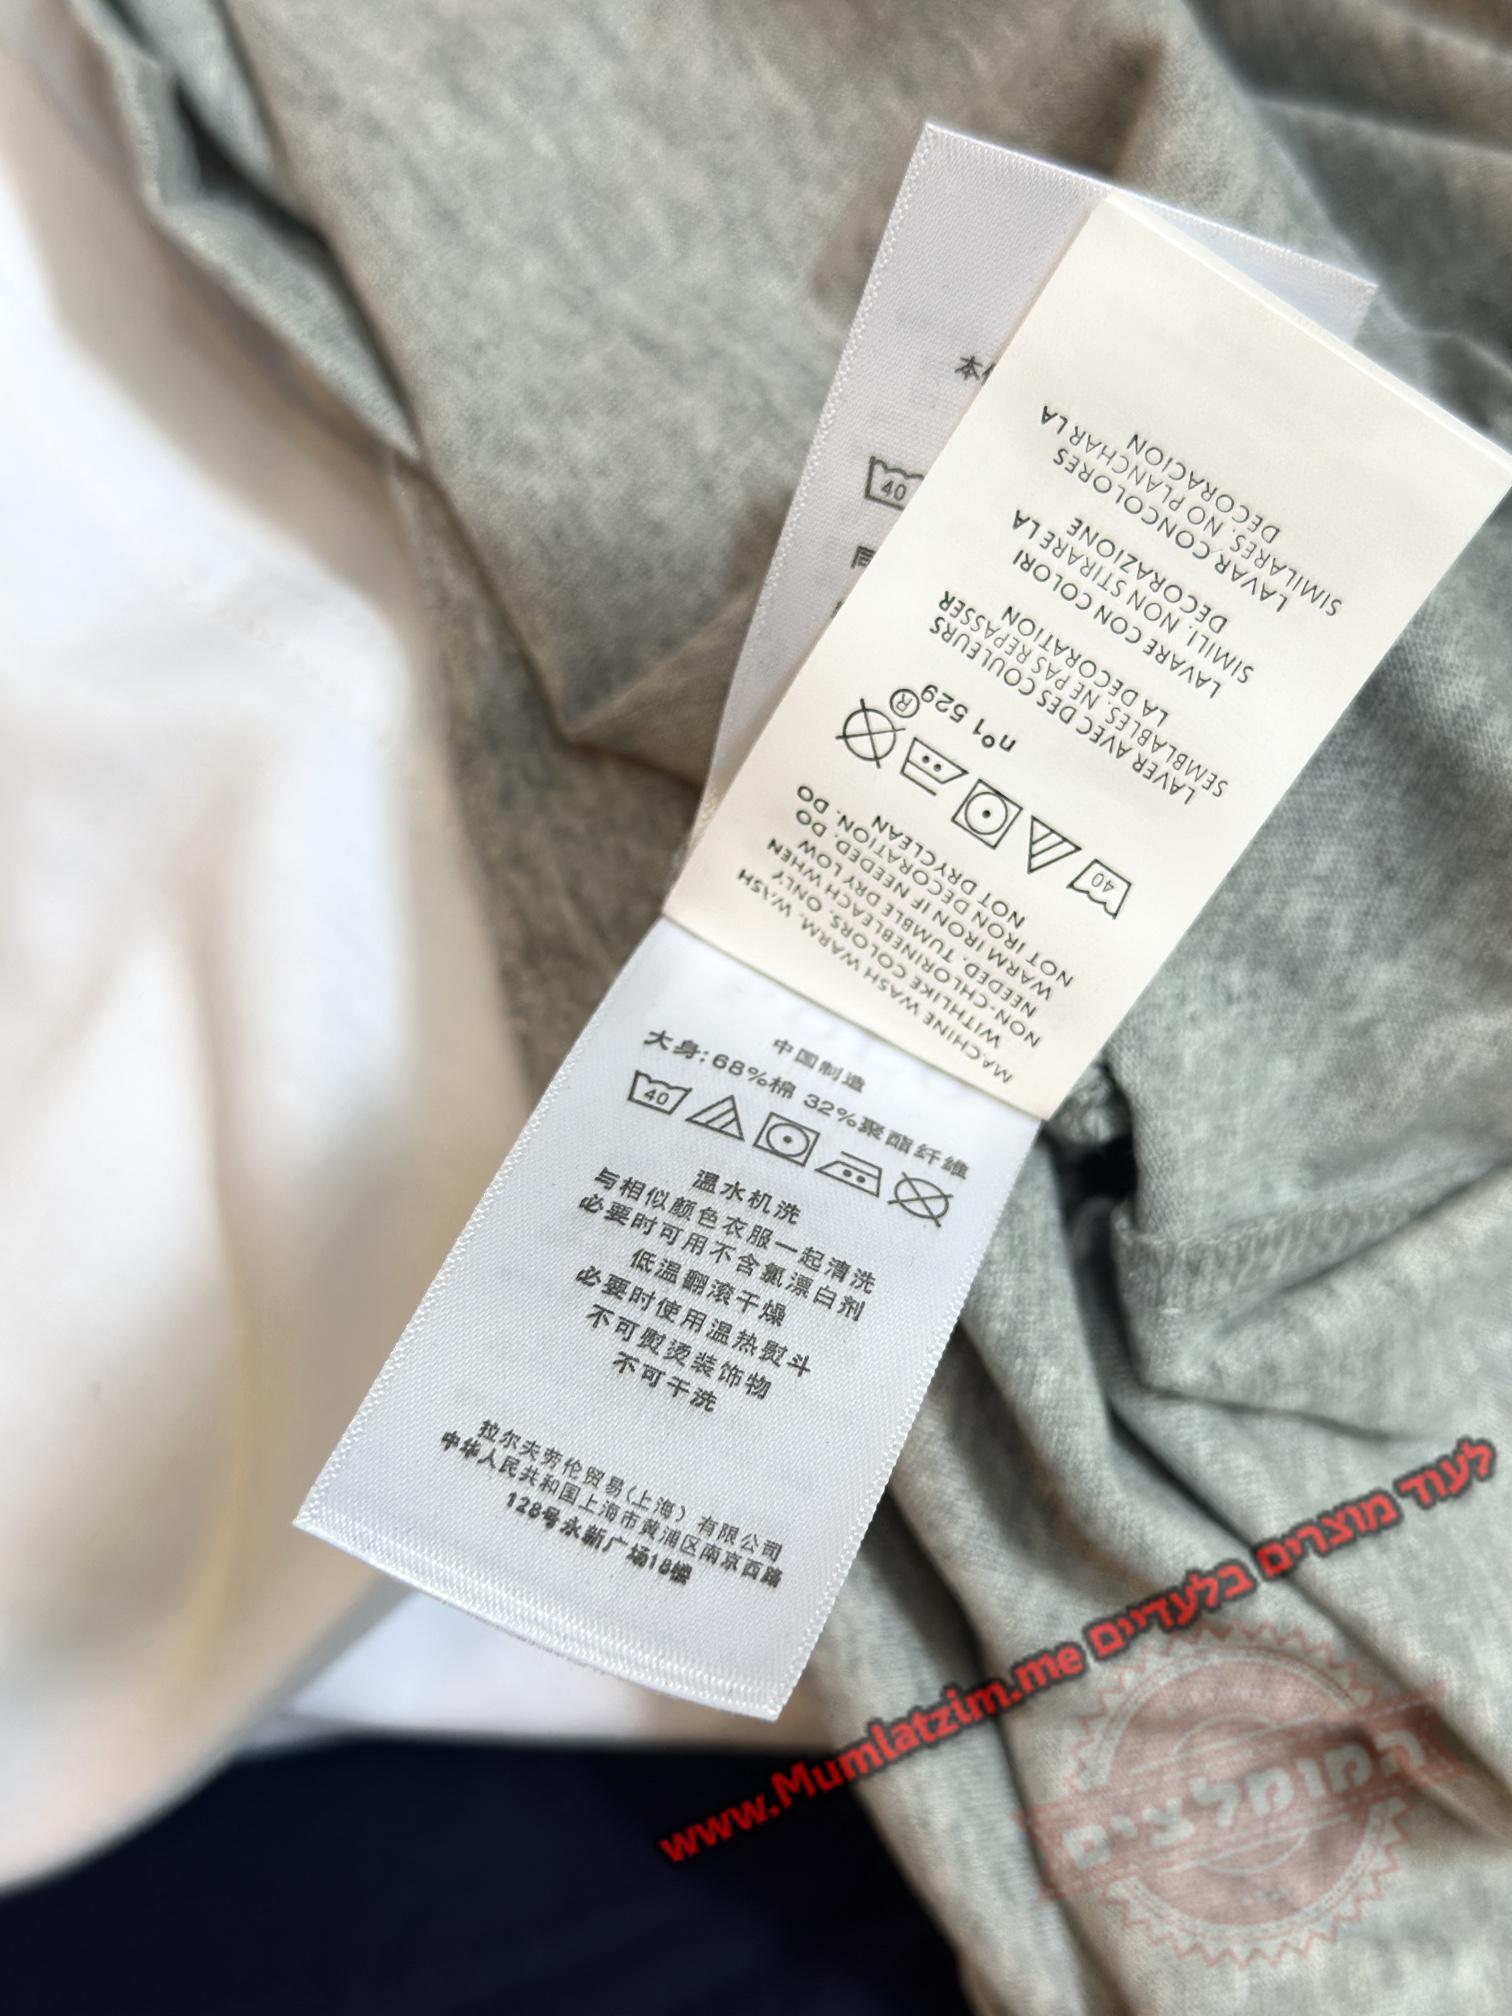 本
40
同
MACHINE WASH WARM. WASH
WITHLIKE COLORS. ONLY
NON-CHLORINEBLEACH WHEN
NEEDED. TUMBLE DRY LOW
WARM IRON IF NEEDED. DO
NOT IRON DECORATION. DO
NOT DRYCLEAN
40
®
nº1 529
LAVER AVEC DES COULEURS
SEMBLABLES. NE PAS REPASSER
LA DECORATION
LAVARE CON COLORI
SIMILI. NON STIRARE LA
DECORAZIONE
LAVAR CONCOLORES
SIMILARES. NO PLANCHAR LA
DECORACION
中国制造
大身:68%棉 32%聚酯纤维
40
温水机洗
与相似颜色衣服一起清洗
必要时可用不含氯漂白剂
低温翻滚干燥
必要时使用温热熨斗
不可熨烫装饰物
不可干洗
拉尔夫劳伦贸易(上海)有限公司
中华人民共和国上海市黄浦区南京西路
128号永新广场18楼
לעוד מוצרים בלעדיים www.Mumlatzim.me
המומלצים